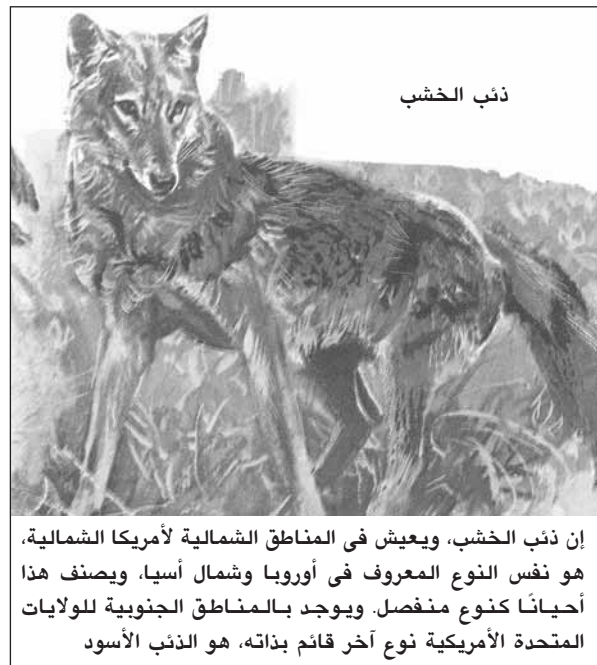 ذئب الخشب
إن ذئب الخشب، ويعيش فى المناطق الشمالية لأمريكا الشمالية،
هو نفس النوع المعروف فى أوروبا وشمال أسيا، ويصنف هذا
أحيانًا كنوع منفصل. ويوجد بالمناطق الجنوبية للولايات
المتحدة الأمريكية نوع آخر قائم بذاته، هو الذئب الأسود